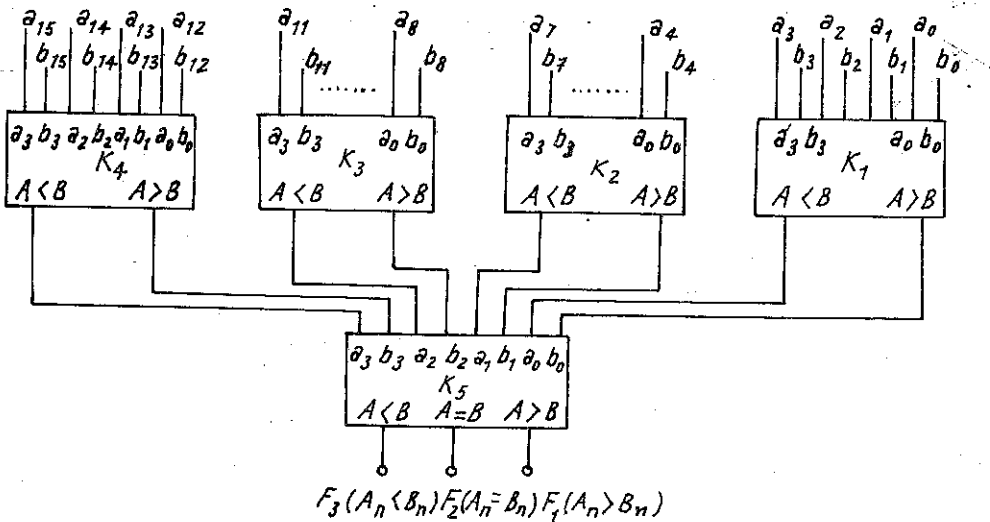 a15 a14 a13 a12 a11 a8 a7 a4 a3 a2 a1 a0
b15 b14 b13 b12 b11 ........ b8 b7 ........ b4 b3 b2 b1 b0
a3 b3 a2 b2 a1 b1 a0 b0 a3 b3 a0 b0 a3 b3 a0 b0 a3 b3 a0 b0
K4 K3 K2 K1
A<B A>B A<B A>B A<B A>B A<B A>B
a3 b3 a2 b2 a1 b1 a0 b0
K5
A<B A=B A>B
F3(An<Bn) F2(An=Bn) F1(An>Bn)